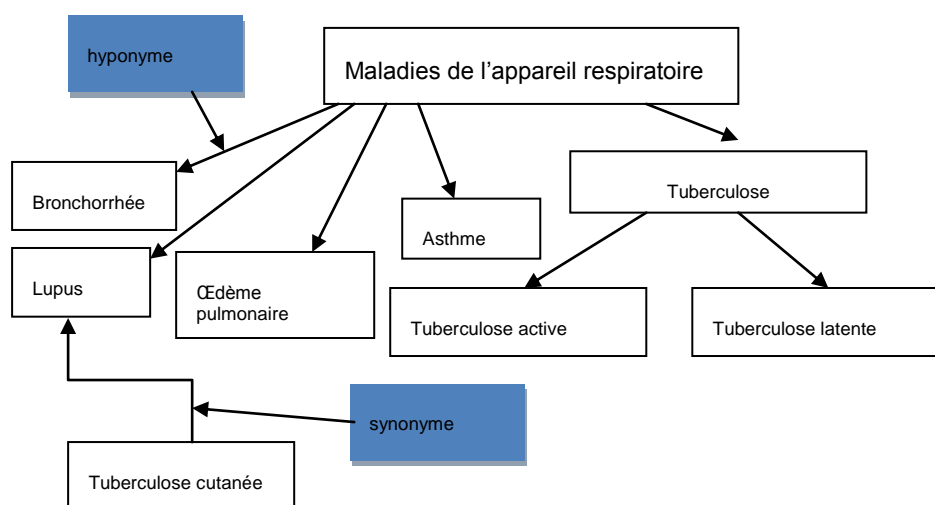 hyponyme
Maladies de l’appareil respiratoire
Bronchorrhée
Tuberculose
Asthme
Lupus
Œdème
pulmonaire
Tuberculose active
Tuberculose latente
synonyme
Tuberculose cutanée